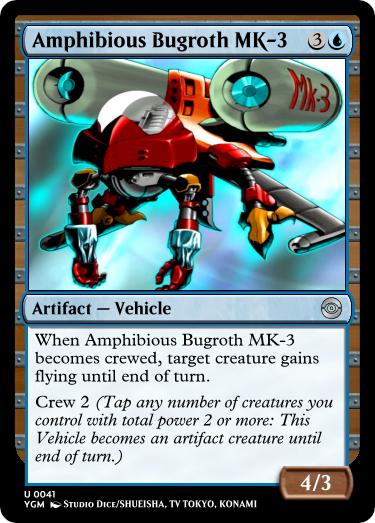 Amphibious Bugroth MK-3 3
Mk-3
Artifact — Vehicle
When Amphibious Bugroth MK-3
becomes crewed, target creature gains
flying until end of turn.
Crew 2 (Tap any number of creatures you
control with total power 2 or more: This
Vehicle becomes an artifact creature until
end of turn.)
4/3
U 0041
YGM Studio Dice/SHUEISHA, TV TOKYO, KONAMI